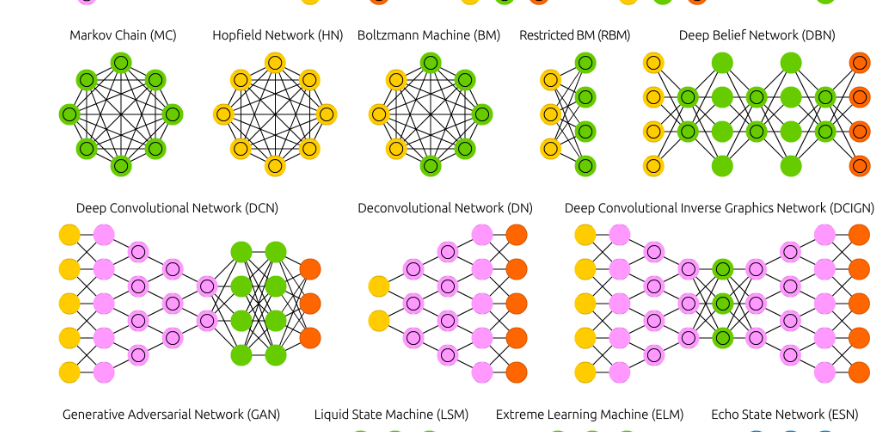 Markov Chain (MC) Hopfield Network (HN) Boltzmann Machine (BM) Restricted BM (RBM) Deep Belief Network (DBN)
Deep Convolutional Network (DCN) Deconvolutional Network (DN) Deep Convolutional Inverse Graphics Network (DCIGN)
Generative Adversarial Network (GAN) Liquid State Machine (LSM) Extreme Learning Machine (ELM) Echo State Network (ESN)